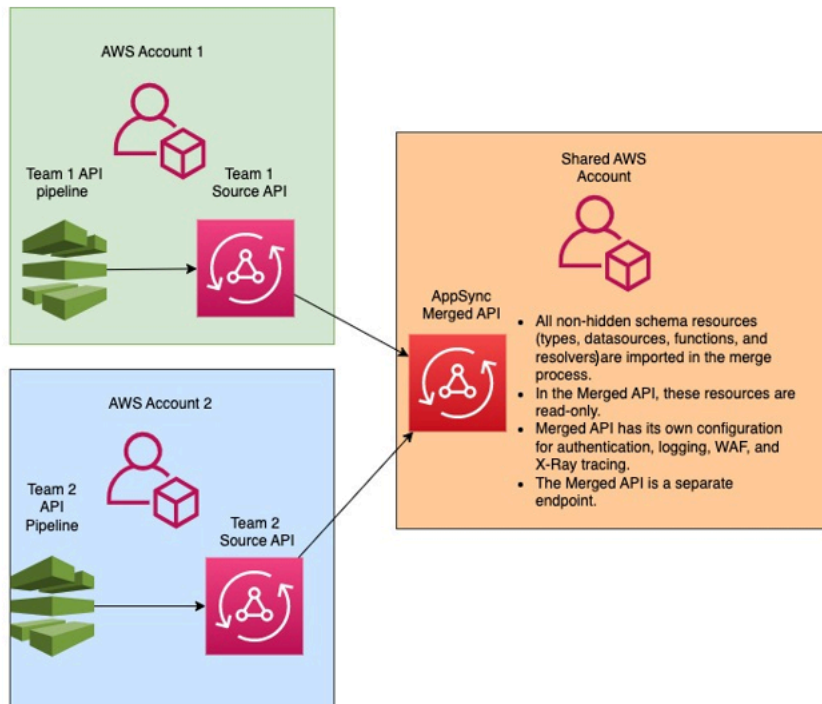 AWS Account 1
Team 1 API
pipeline
Team 1
Source API
AWS Account 2
Team 2
API
Pipeline
Team 2
Source API
Shared AWS
Account
AppSync
Merged API
• All non-hidden schema resources
(types, datasources, functions, and
resolvers)are imported in the merge
process.
• In the Merged API, these resources are
read-only.
• Merged API has its own configuration
for authentication, logging, WAF, and
X-Ray tracing.
• The Merged API is a separate
endpoint.